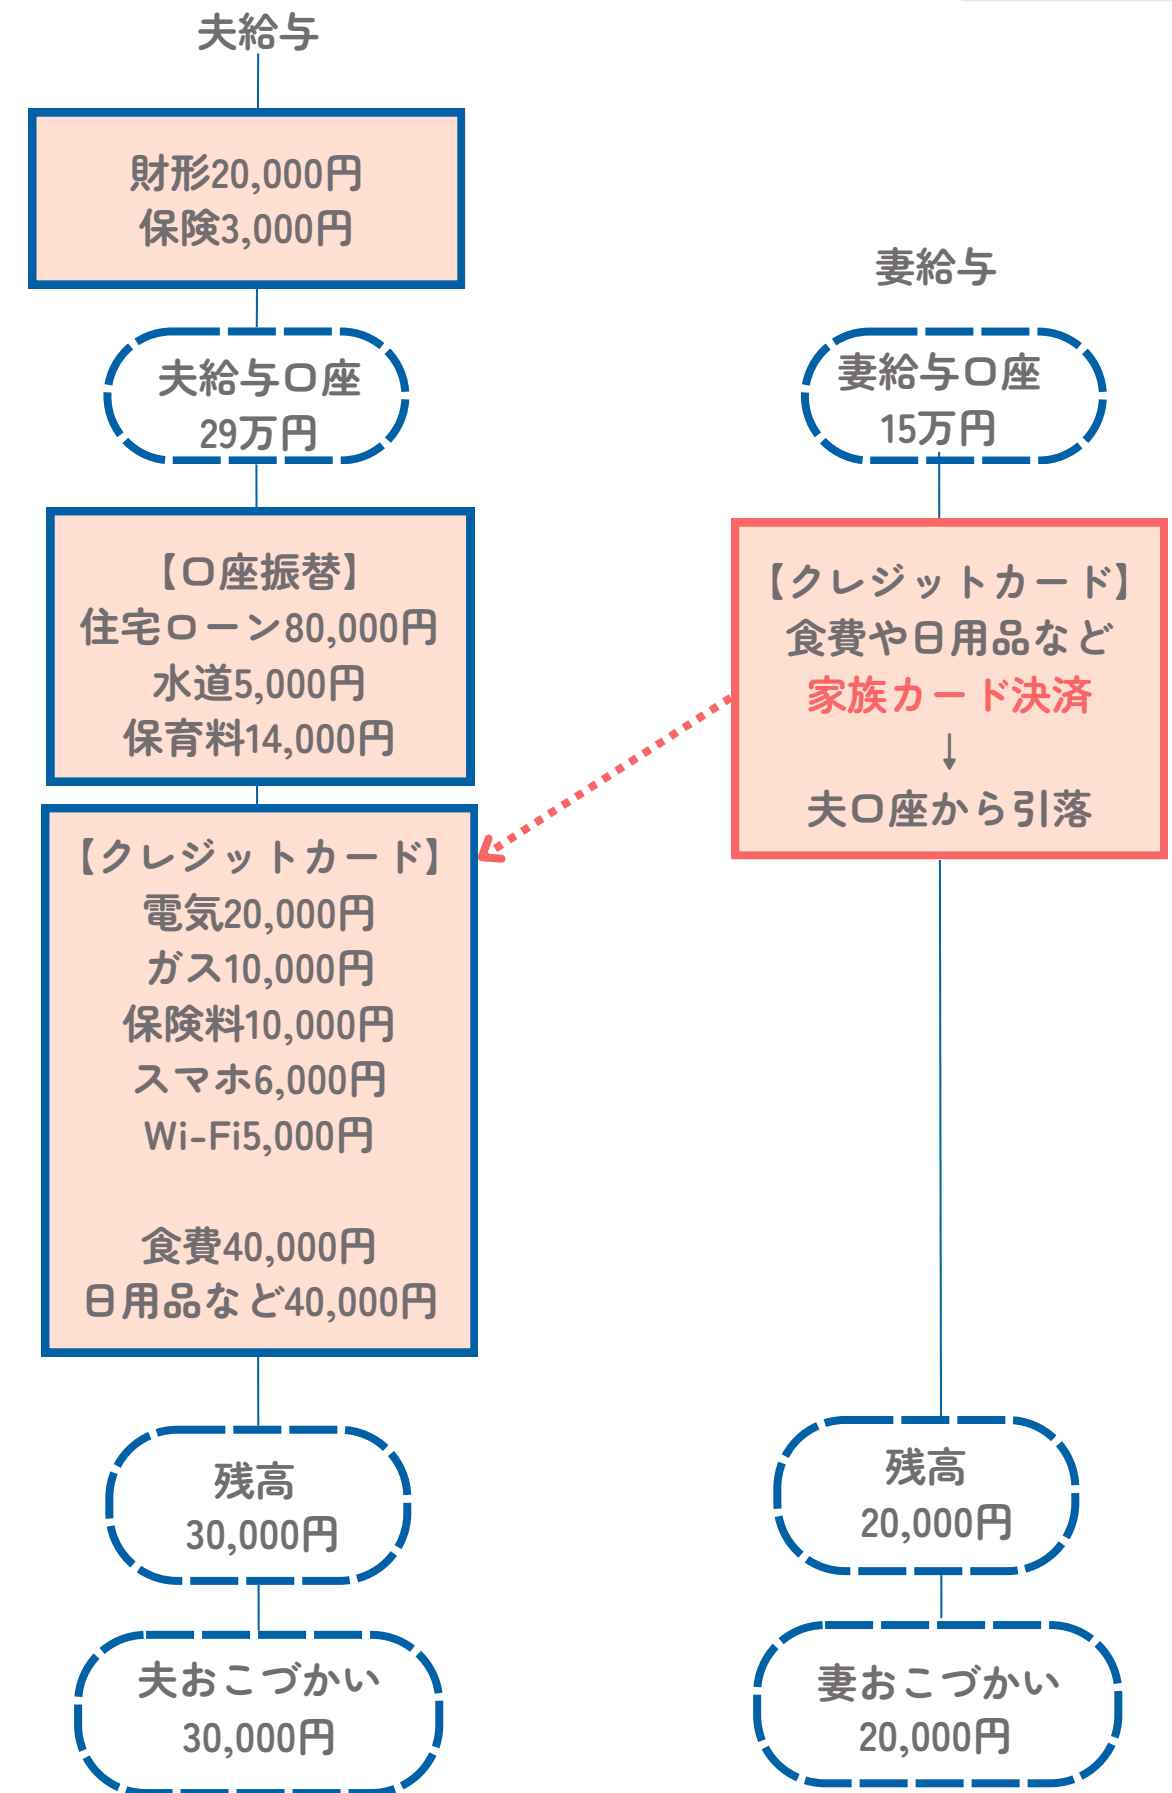 夫給与
財形20,000円
保険3,000円
夫給与口座
29万円
【口座振替】
住宅ローン80,000円
水道5,000円
保育料14,000円
【クレジットカード】
電気20,000円
ガス10,000円
保険料10,000円
スマホ6,000円
Wi-Fi5,000円
食費40,000円
日用品など40,000円
残高
30,000円
夫おこづかい
30,000円
妻給与
妻給与口座
15万円
【クレジットカード】
食費や日用品など
家族カード決済
↓
夫口座から引落
残高
20,000円
妻おこづかい
20,000円